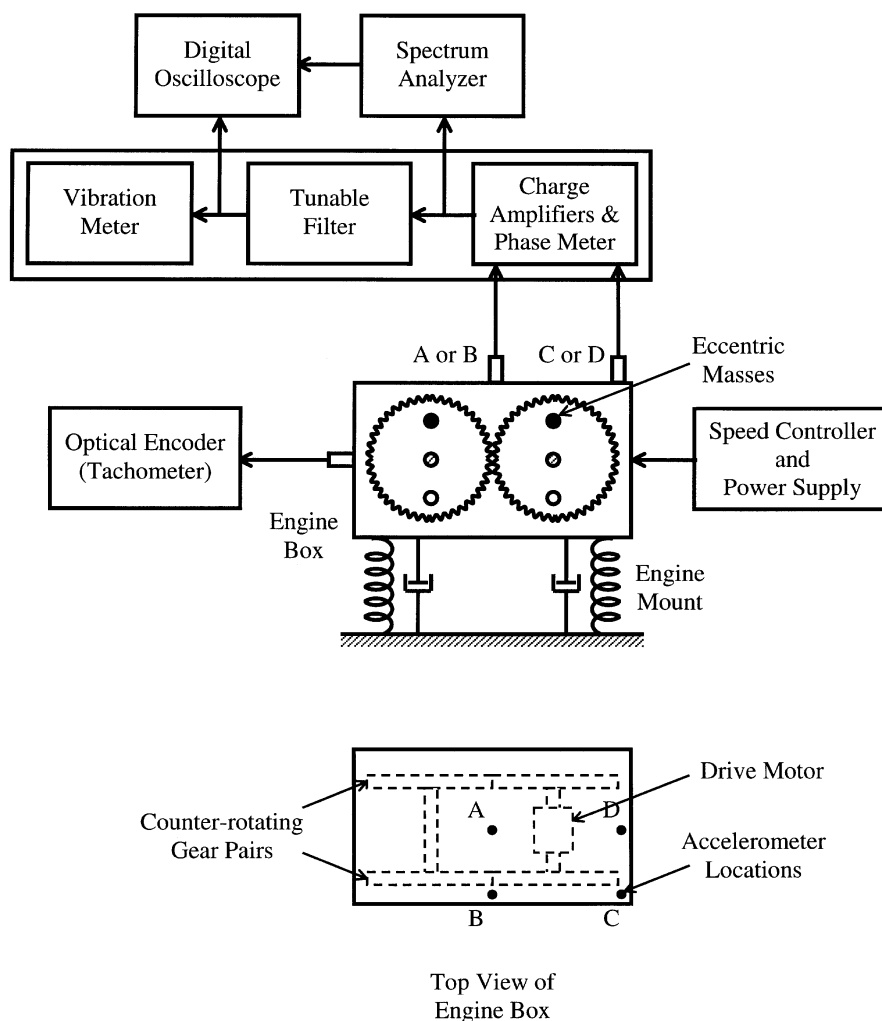 Digital
Oscilloscope
Spectrum
Analyzer
Vibration
Meter
Tunable
Filter
Charge
Amplifiers &
Phase Meter
A or B
C or D
Eccentric
Masses
Optical Encoder
(Tachometer)
Speed Controller
and
Power Supply
Engine
Box
Engine
Mount
Drive Motor
A
D
Counter-rotating
Gear Pairs
Accelerometer
Locations
B
C
Top View of
Engine Box